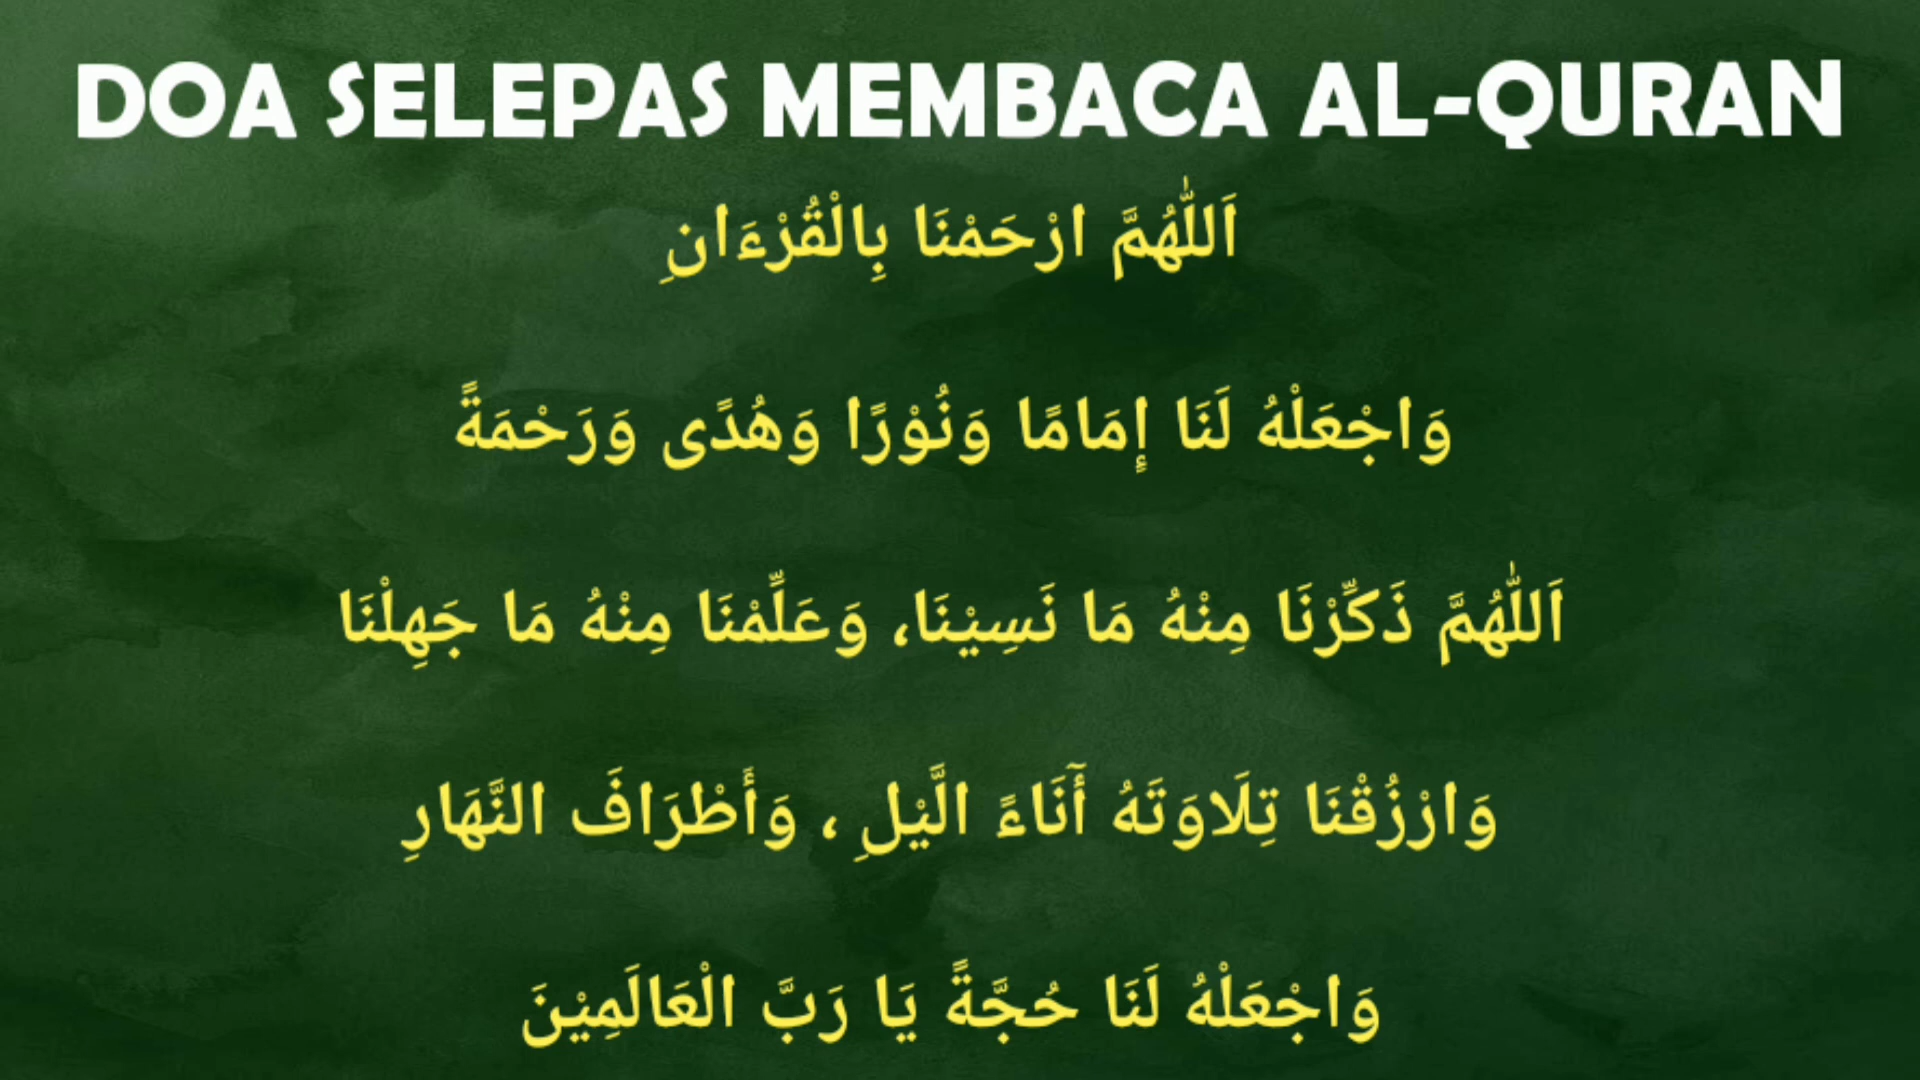 DOA SELEPAS MEMBACA AL-QURAN
اَللّٰهُمَّ ارْحَمْنَا بِالْقُرْءَانِ
وَاجْعَلْهُ لَنَا إِمَامًا وَنُوْرًا وَهُدًى وَرَحْمَةً
اَللّٰهُمَّ ذَكِّرْنَا مِنْهُ مَا نَسِيْنَا، وَعَلِّمْنَا مِنْهُ مَا جَهِلْنَا
وَارْزُقْنَا تِلَاوَتَهُ أٓنَاءً الَّيْلِ ، وَأَطْرَافَ النَّهَارِ
وَاجْعَلْهُ لَنَا حُجَّةً يَا رَبَّ الْعَالَمِيْنَ